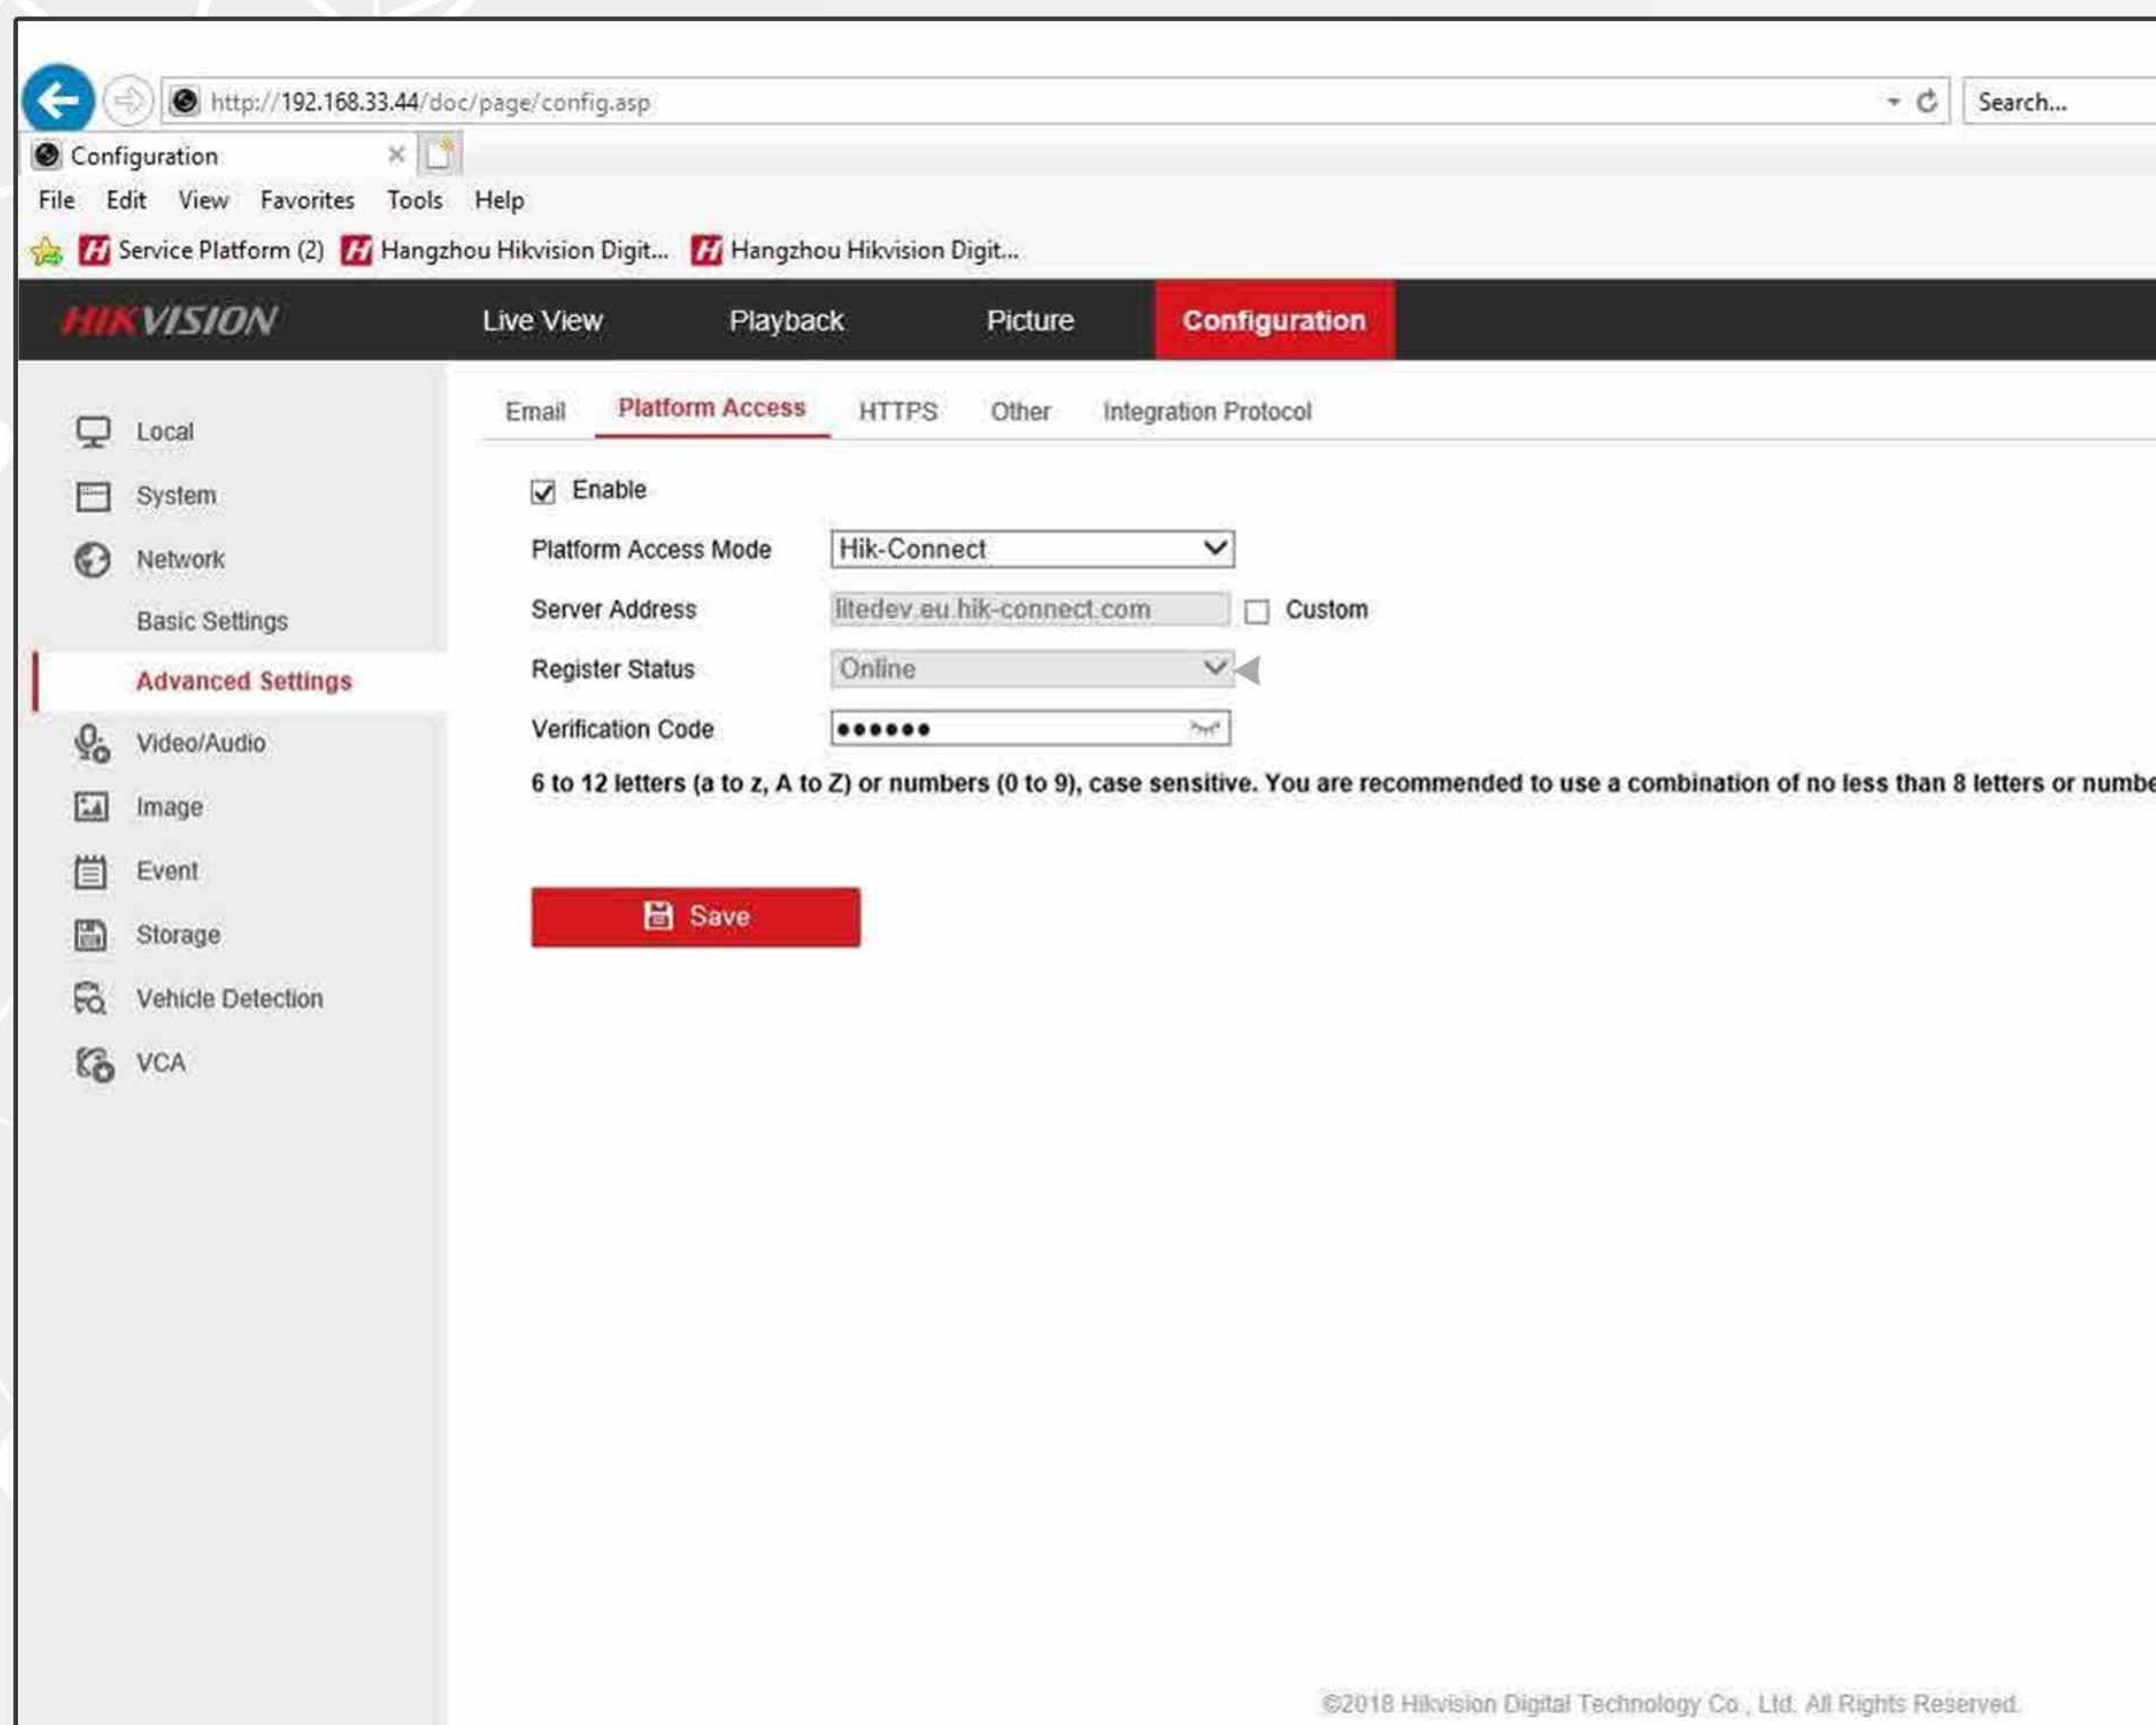 http://192.168.33.44/doc/page/config.asp Search...
Configuration
File Edit View Favorites Tools Help
Service Platform (2) Hangzhou Hikvision Digit... Hangzhou Hikvision Digit...
HIKVISION Live View Playback Picture Configuration
Email Platform Access HTTPS Other Integration Protocol
Local
System
Network
Basic Settings
Advanced Settings
Video/Audio
Image
Event
Storage
Vehicle Detection
VCA
Enable
Platform Access Mode Hik-Connect
Server Address litedev.eu.hik-connect.com Custom
Register Status Online
Verification Code ••••••
6 to 12 letters (a to z, A to Z) or numbers (0 to 9), case sensitive. You are recommended to use a combination of no less than 8 letters or numbe
Save
©2018 Hikvision Digital Technology Co., Ltd. All Rights Reserved.